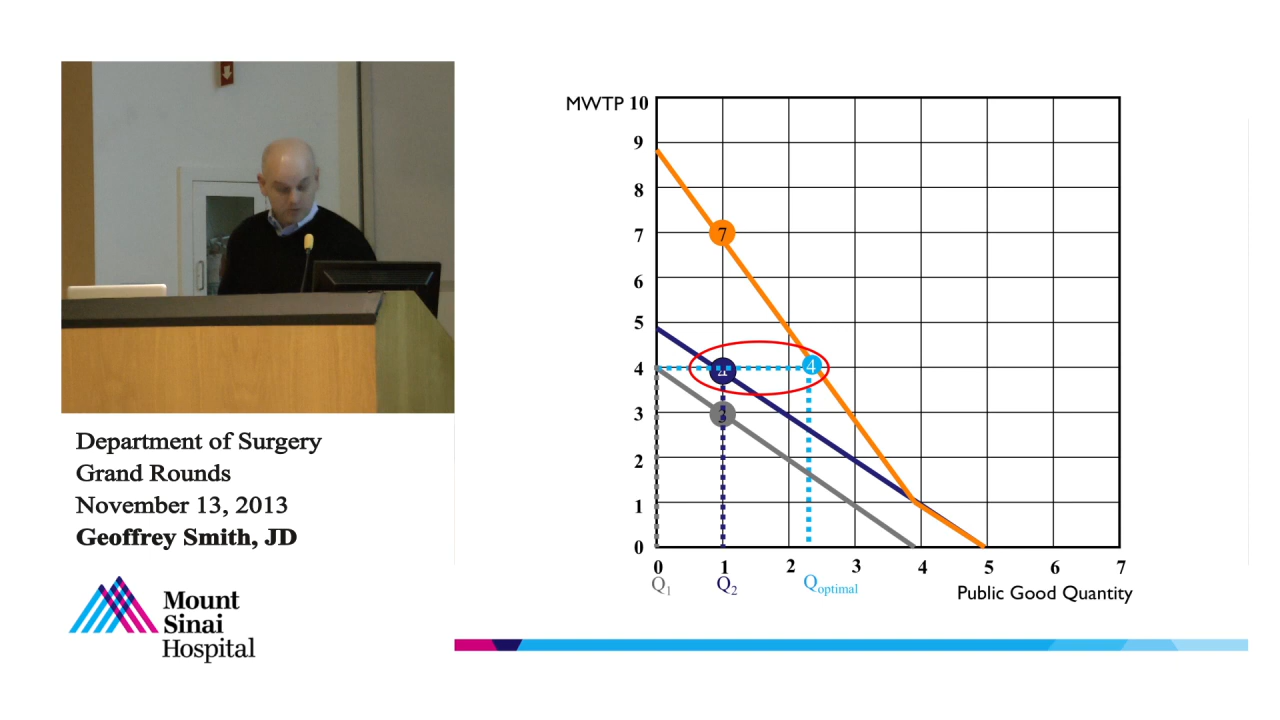 Department of Surgery
Grand Rounds
November 13, 2013
Geoffrey Smith, JD
Mount
Sinai
Hospital
MWTP 10
9
8
7
6
5
4
3
2
1
0
7
4
4
3
0 1 2 3 4 5 6 7
Q1 Q2 Qoptimal
Public Good Quantity